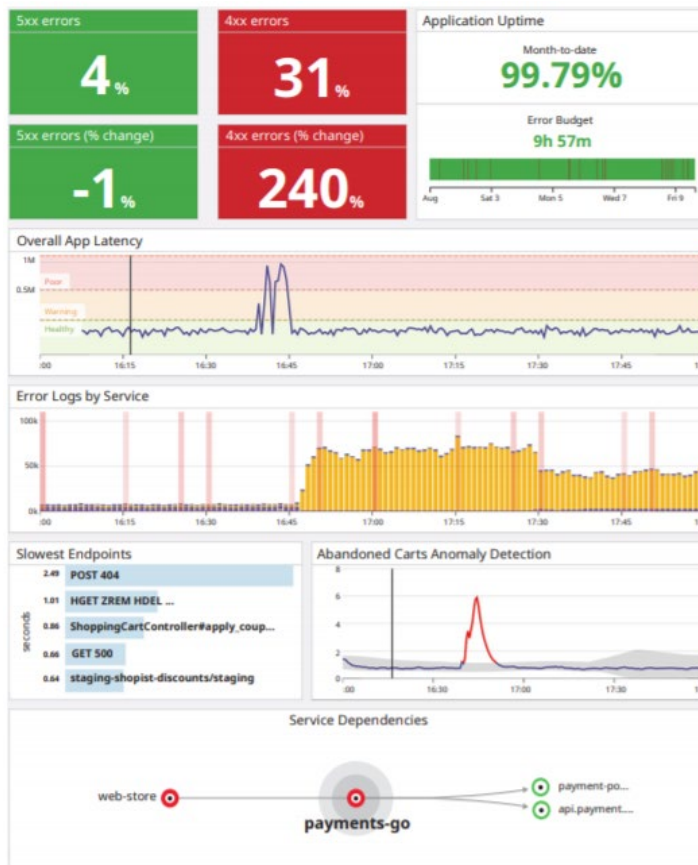 5xx errors
4 %
4xx errors
31 %
Application Uptime
Month-to-date
99.79%
Error Budget
9h 57m
Aug Sat 3 Mon 5 Wed 7 Fri 9
5xx errors (% change)
-1 %
4xx errors (% change)
240 %
Overall App Latency
1M
0.5M
Poor
Warning
Healthy
:00 16:15 16:30 16:45 17:00 17:15 17:30 17:45
Error Logs by Service
100k
50k
0k
:00 16:15 16:30 16:45 17:00 17:15 17:30 17:45
Slowest Endpoints
seconds
2.49 POST 404
1.01 HGET ZREM HDEL ...
0.86 ShoppingCartController#apply_coup...
0.66 GET 500
0.64 staging-shopist-discounts/staging
Abandoned Carts Anomaly Detection
8
6
4
2
0
:00 16:30 17:00 17:30
Service Dependencies
web-store
payments-go
payment-po...
api.payment....